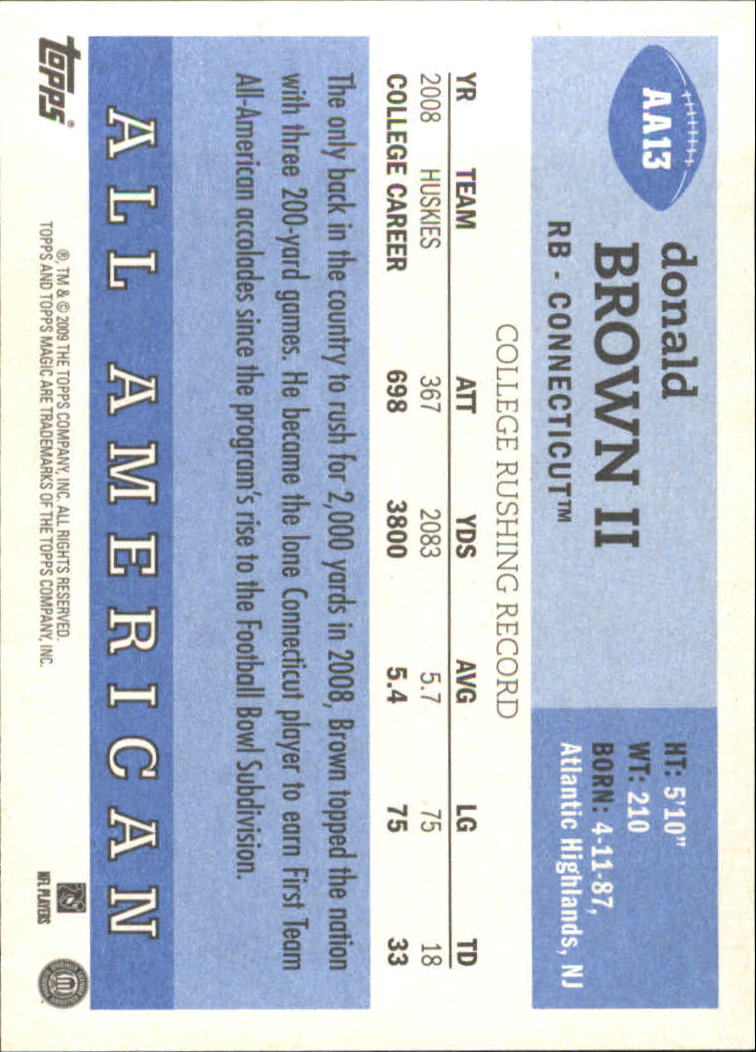 AA13
donald
BROWN II
RB - CONNECTICUT™
HT: 5'10"
WT: 210
BORN: 4-11-87,
Atlantic Highlands, NJ
COLLEGE RUSHING RECORD
YR TEAM ATT YDS AVG LG TD
2008 HUSKIES 367 2083 5.7 75 18
COLLEGE CAREER 698 3800 5.4 75 33
The only back in the country to rush for 2,000 yards in 2008, Brown topped the nation
with three 200-yard games. He became the lone Connecticut player to earn First Team
All-American accolades since the program's rise to the Football Bowl Subdivision.
ALL AMERICAN
topps®
®, TM & © 2009 THE TOPPS COMPANY, INC. ALL RIGHTS RESERVED.
TOPPS AND TOPPS MAGIC ARE TRADEMARKS OF THE TOPPS COMPANY, INC.
NFL PLAYERS